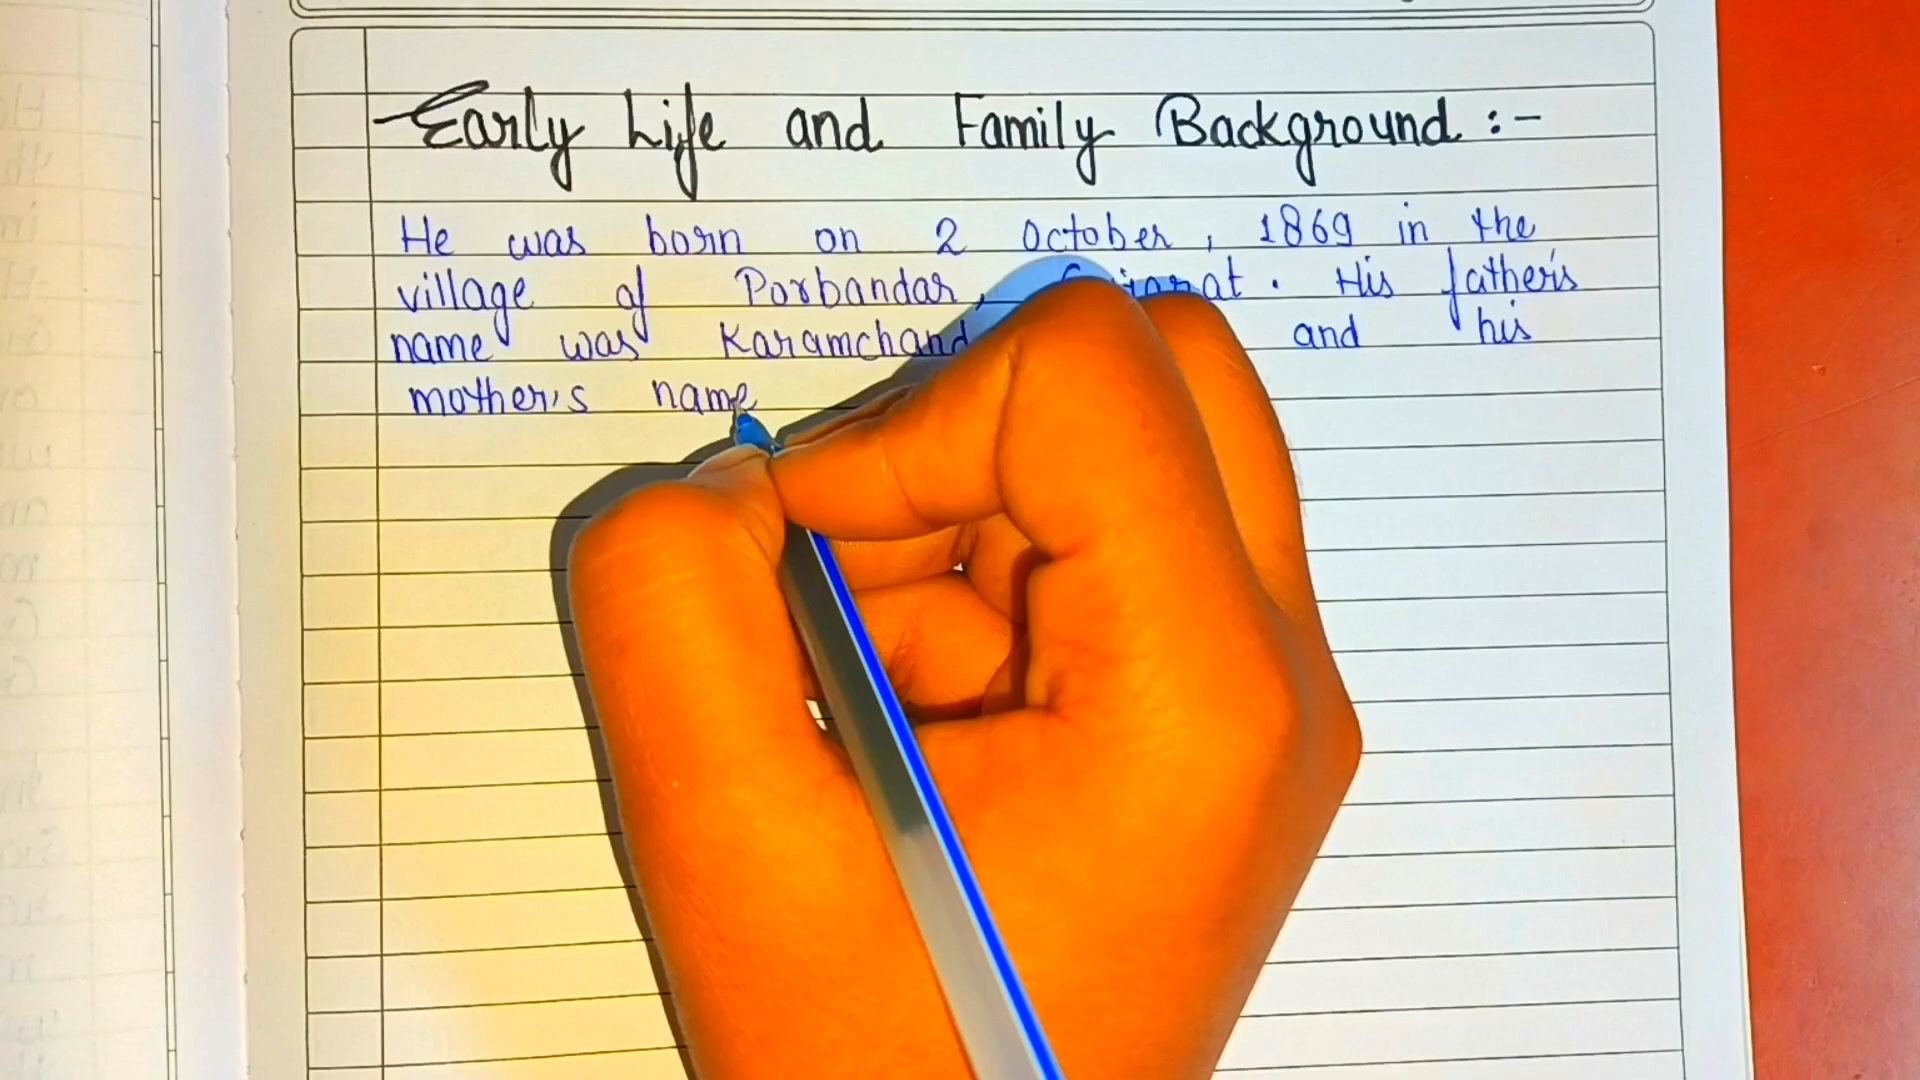 Early Life and Family Background :-
He was born on 2 October, 1869 in the
village of Porbandar, Gujarat. His father's
name was Karamchand and his
mother's name